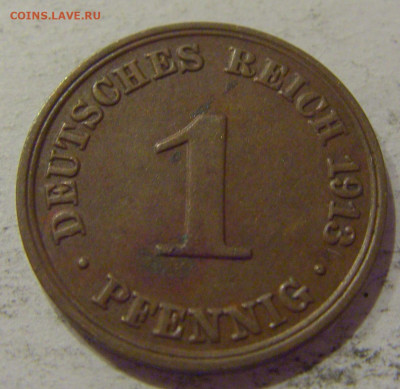 COINS.LAVE.RU
DEUTSCHES REICH 1913
1
· PFENNIG ·